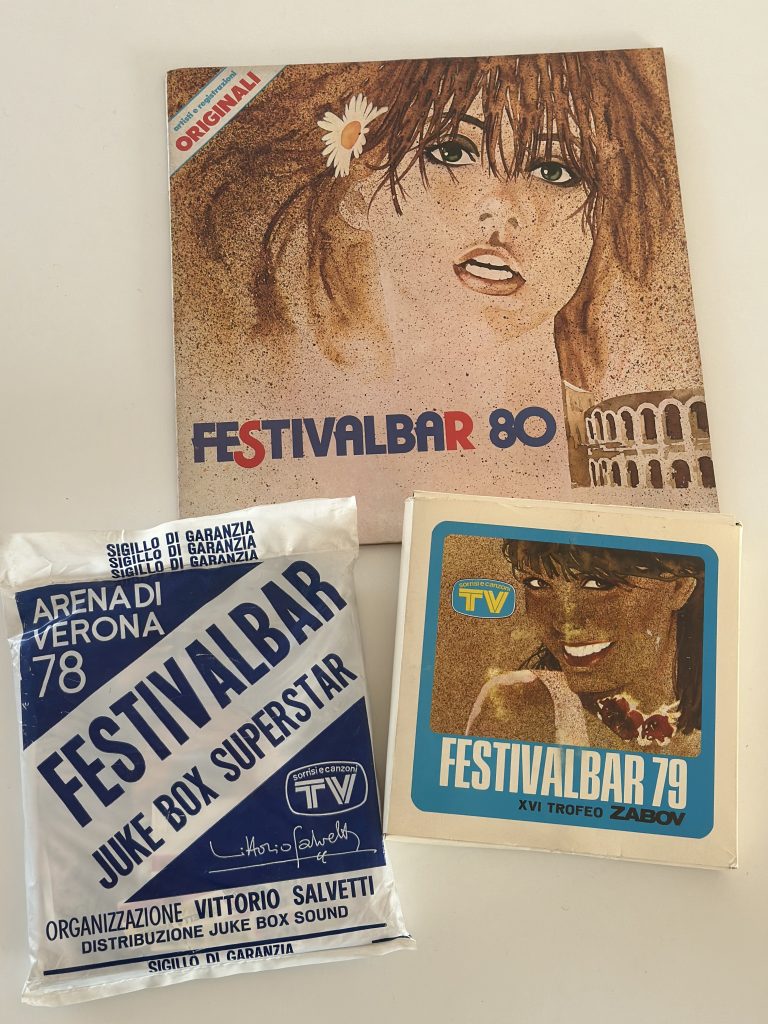 artisti e registrazioni
ORIGINALI
FESTIVALBAR 80
SIGILLO DI GARANZIA
SIGILLO DI GARANZIA
SIGILLO DI GARANZIA
ARENA DI
VERONA
78
FESTIVALBAR
JUKE BOX SUPERSTAR
sorrisi e canzoni
TV
Vittorio Salvetti
ORGANIZZAZIONE VITTORIO SALVETTI
DISTRIBUZIONE JUKE BOX SOUND
SIGILLO DI GARANZIA
sorrisi e canzoni
TV
FESTIVALBAR 79
XVI TROFEO ZABOV